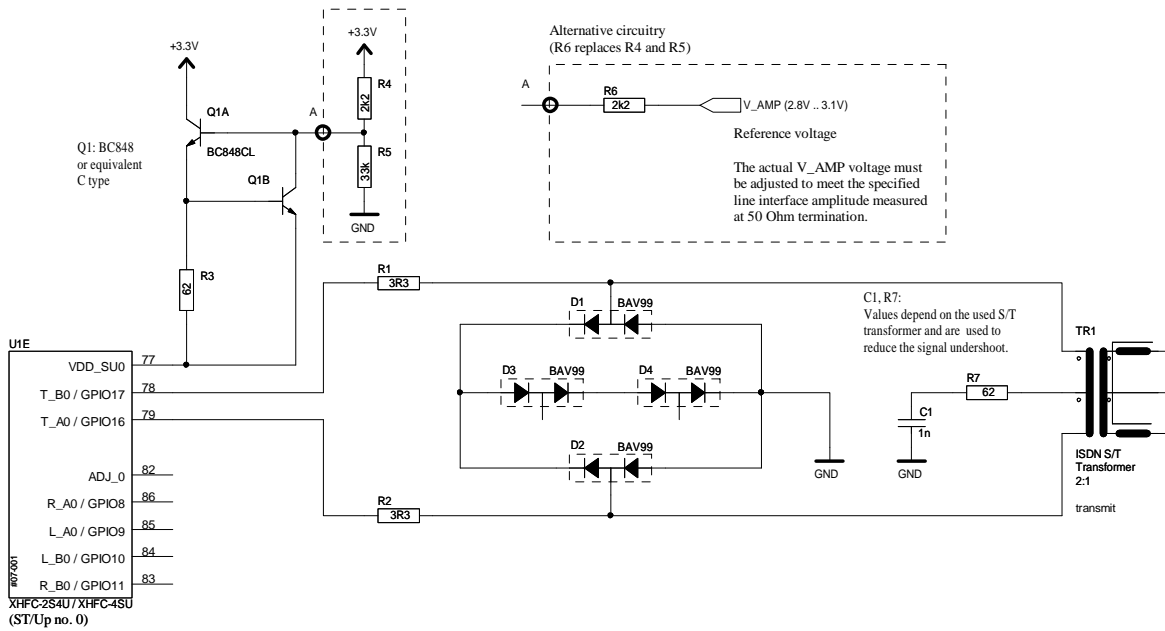 Alternative circuitry
(R6 replaces R4 and R5)
+3.3V
+3.3V
R4
2k2
A
R6
2k2
V_AMP (2.8V .. 3.1V)
Q1A
A
Reference voltage
BC848CL
R5
33k
Q1: BC848
or equivalent
C type
The actual V_AMP voltage must
be adjusted to meet the specified
line interface amplitude measured
at 50 Ohm termination.
Q1B
GND
R3
62
R1
3R3
D1
BAV99
C1, R7:
Values depend on the used S/T
transformer and are used to
reduce the signal undershoot.
TR1
U1E
VDD_SU0
77
T_B0 / GPIO17
78
T_A0 / GPIO16
79
ADJ_0
82
R_A0 / GPIO8
86
L_A0 / GPIO9
85
L_B0 / GPIO10
84
R_B0 / GPIO11
83
#07-001
XHFC-2S4U / XHFC-4SU
(ST/Up no. 0)
D3
BAV99
D4
BAV99
R7
62
C1
1n
D2
BAV99
GND
GND
ISDN S/T
Transformer
2:1
transmit
R2
3R3